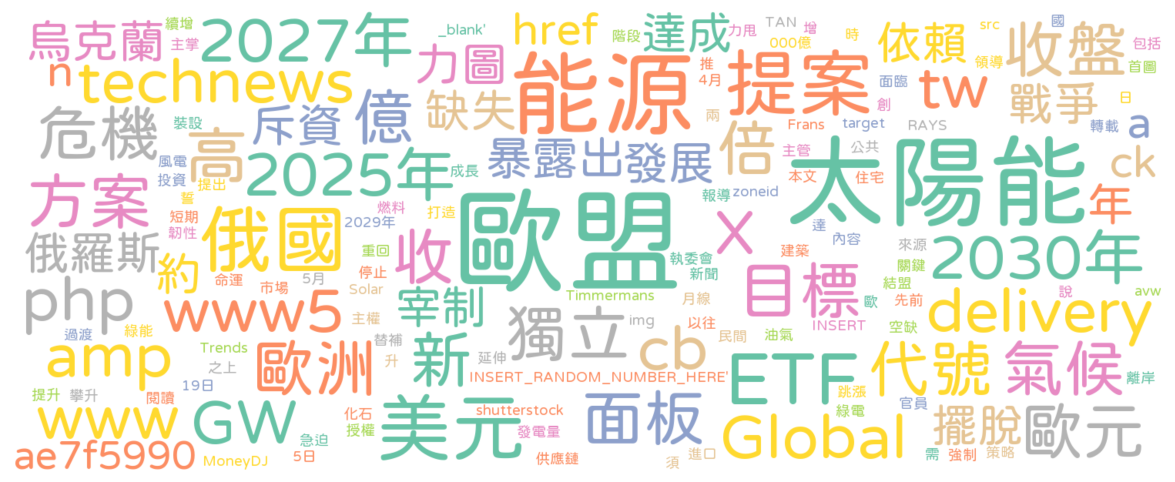 烏克蘭 續增 2027年 _blank' href 階段 達成 力甩 TAN 增 時 src 國 收盤 包括
主掌 力圖 000億 依賴 領導 首圖
n technews 能源 推 4月 提案 面臨 tw 戰爭 日
危機 裝設 斥資 億 缺失 兩 創 轉載 a
高 暴露出 發展 倍 Frans target RAYS
風電 2025年 成長 主管 公共 太陽能 ck
投資 提出 報導 zoneid 本文 住宅
方案 誓 俄國 燃料 打造 歐盟 X 達 內容 年
短期 2029年
韌性 收 執委會 建築 來源 2030年
俄羅斯 約 重回 新聞 目標 關鍵
命運 5月 停止 結盟 說 avw
php 市場 Solar 宰制 Timmermans 月線 歐 先前 delivery
www5 主權 獨立 img 以往 INSERT 空缺
過渡 綠能 替補 民間 油氣
amp Trends 歐洲 升 新 延伸 cb ETF 代號 氣候 離岸
之上 INSERT_RANDOM_NUMBER_HERE'
提升 攀升 19日 跳漲
閱讀 美元 面板 綠電 官員
www GW 化石 shutterstock Global 擺脫 歐元
授權 發電量
急迫
ae7f5990 MoneyDJ 5日 供應鏈 須 進口 需 強制 策略